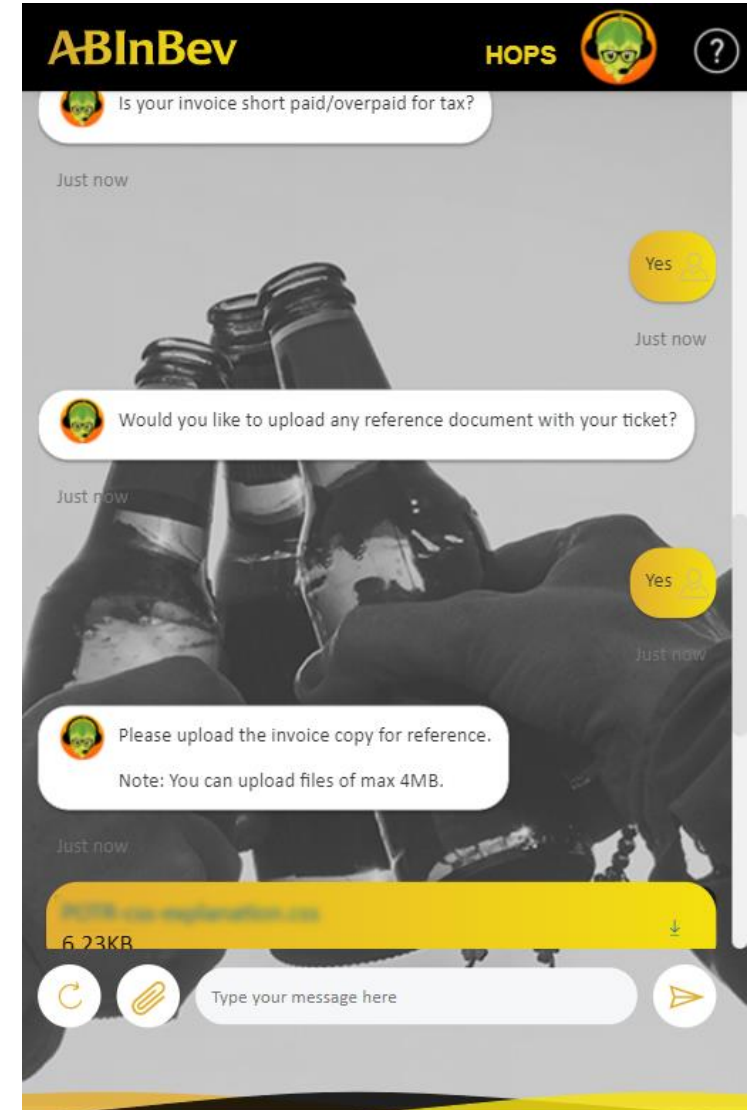 ABInBev
HOPS
?
Is your invoice short paid/overpaid for tax?
Just now
Yes
Just now
Would you like to upload any reference document with your ticket?
Just now
Yes
Just now
Please upload the invoice copy for reference.
Note: You can upload files of max 4MB.
Just now
6.23KB
Type your message here